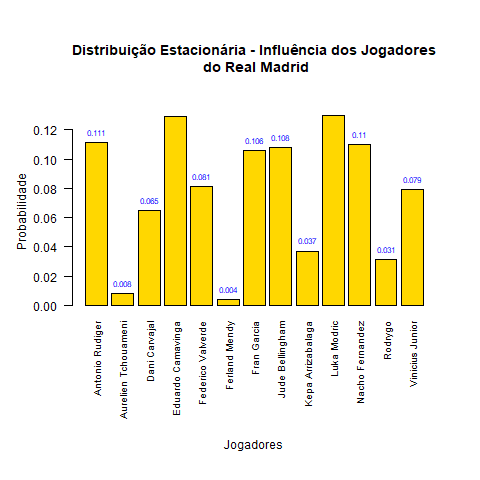 Distribuição Estacionária - Influência dos Jogadores
do Real Madrid
Probabilidade
0.12
0.10
0.08
0.06
0.04
0.02
0.00
0.111
0.008
0.065
0.081
0.004
0.106
0.108
0.037
0.11
0.031
0.079
Antonio Rudiger
Aurelien Tchouameni
Dani Carvajal
Eduardo Camavinga
Federico Valverde
Ferland Mendy
Fran Garcia
Jude Bellingham
Kepa Arrizabalaga
Luka Modric
Nacho Fernandez
Rodrygo
Vinicius Junior
Jogadores